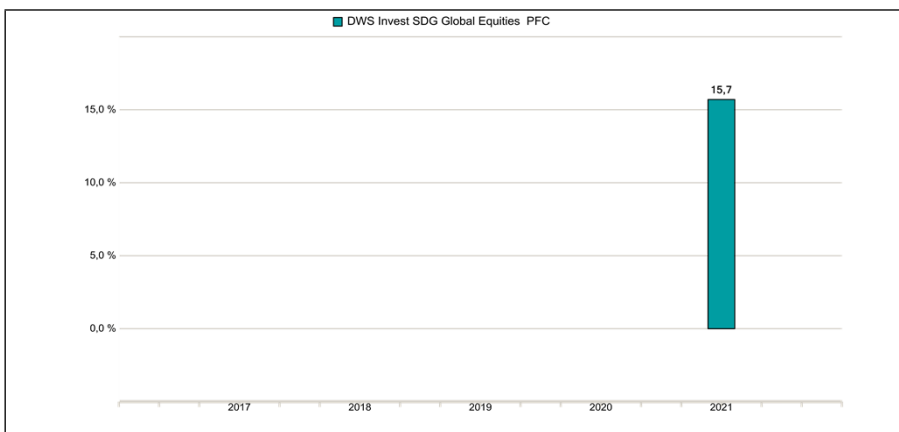 DWS Invest SDG Global Equities PFC
15,7
15,0 %
10,0 %
5,0 %
0,0 %
2017 2018 2019 2020 2021